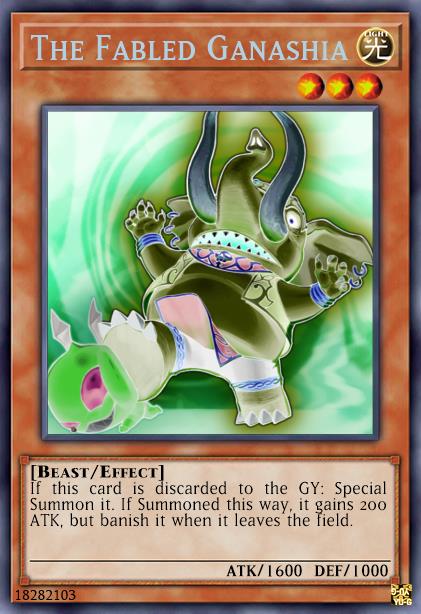 THE FABLED GANASHIA
LIGHT
光
[BEAST/EFFECT]
If this card is discarded to the GY: Special
Summon it. If Summoned this way, it gains 200
ATK, but banish it when it leaves the field.
ATK/1600 DEF/1000
18282103